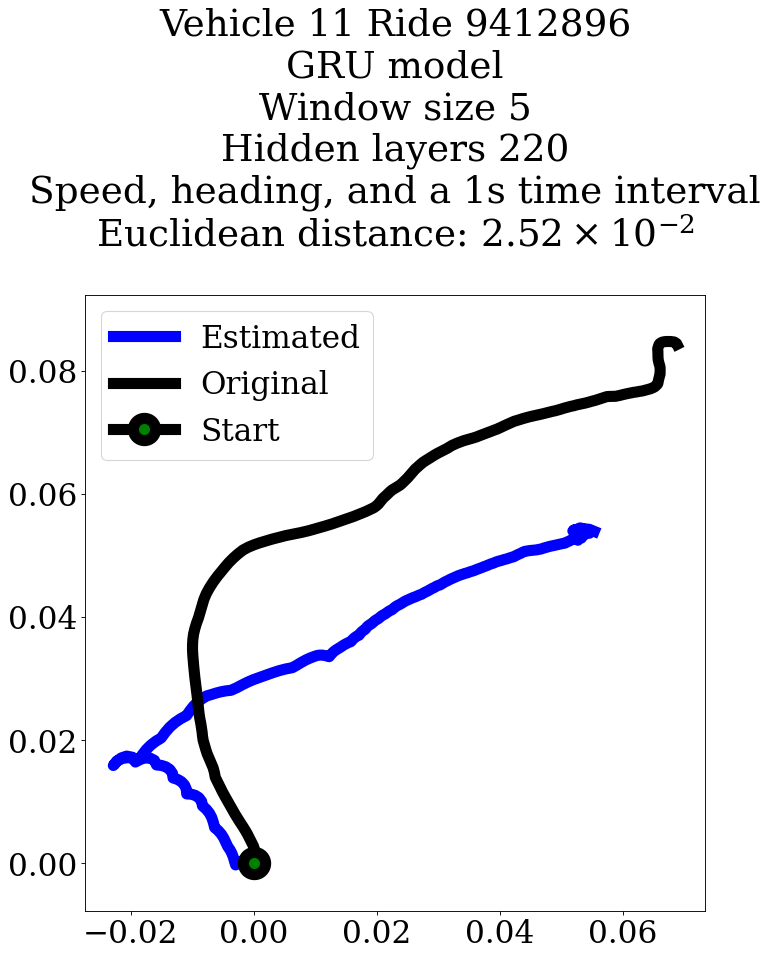 Vehicle 11 Ride 9412896
GRU model
Window size 5
Hidden layers 220
Speed, heading, and a 1s time interval
Euclidean distance: 2.52 × 10⁻²
Estimated
Original
Start
0.08
0.06
0.04
0.02
0.00
−0.02 0.00 0.02 0.04 0.06